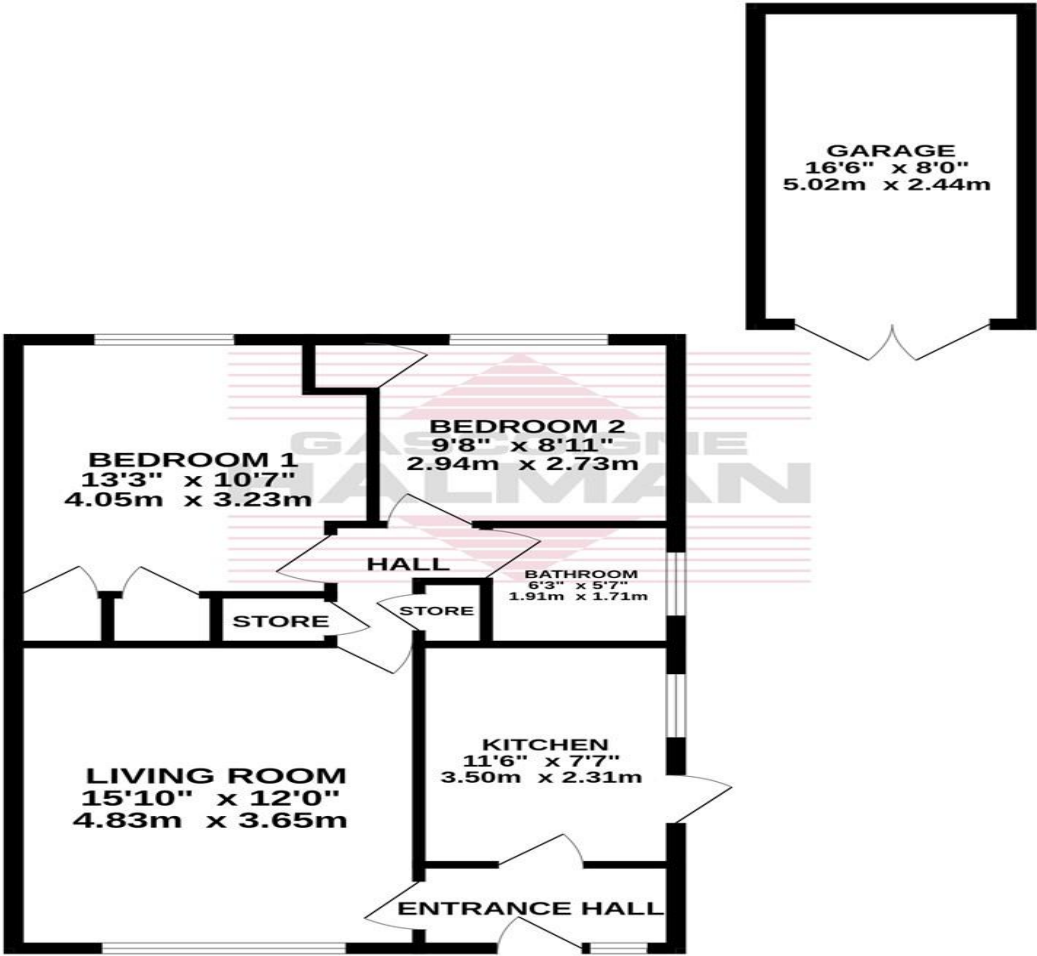 GARAGE
16'6" x 8'0"
5.02m x 2.44m
GASCOIGNE
HALMAN
BEDROOM 2
9'8" x 8'11"
2.94m x 2.73m
BEDROOM 1
13'3" x 10'7"
4.05m x 3.23m
HALL
BATHROOM
6'3" x 5'7"
1.91m x 1.71m
STORE
STORE
KITCHEN
11'6" x 7'7"
3.50m x 2.31m
LIVING ROOM
15'10" x 12'0"
4.83m x 3.65m
ENTRANCE HALL